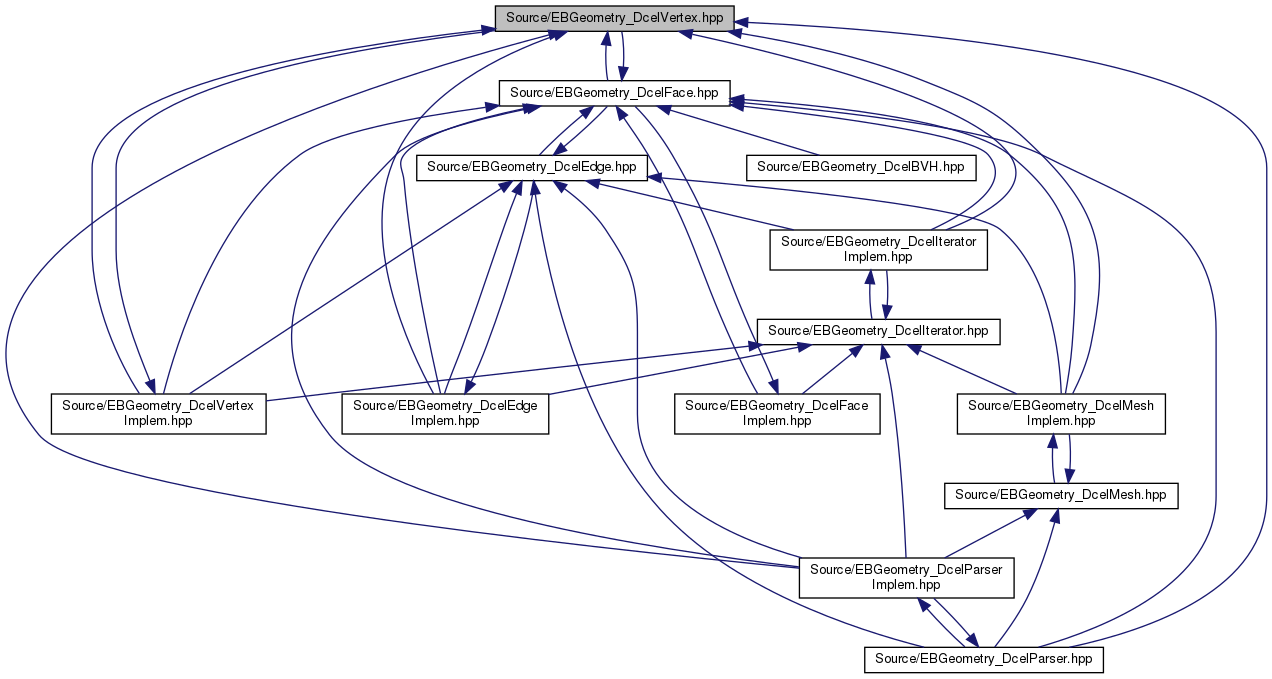 Source/EBGeometry_DcelVertex.hpp
Source/EBGeometry_DcelFace.hpp
Source/EBGeometry_DcelEdge.hpp
Source/EBGeometry_DcelBVH.hpp
Source/EBGeometry_DcelIterator
Implem.hpp
Source/EBGeometry_DcelIterator.hpp
Source/EBGeometry_DcelVertex
Implem.hpp
Source/EBGeometry_DcelEdge
Implem.hpp
Source/EBGeometry_DcelFace
Implem.hpp
Source/EBGeometry_DcelMesh
Implem.hpp
Source/EBGeometry_DcelMesh.hpp
Source/EBGeometry_DcelParser
Implem.hpp
Source/EBGeometry_DcelParser.hpp